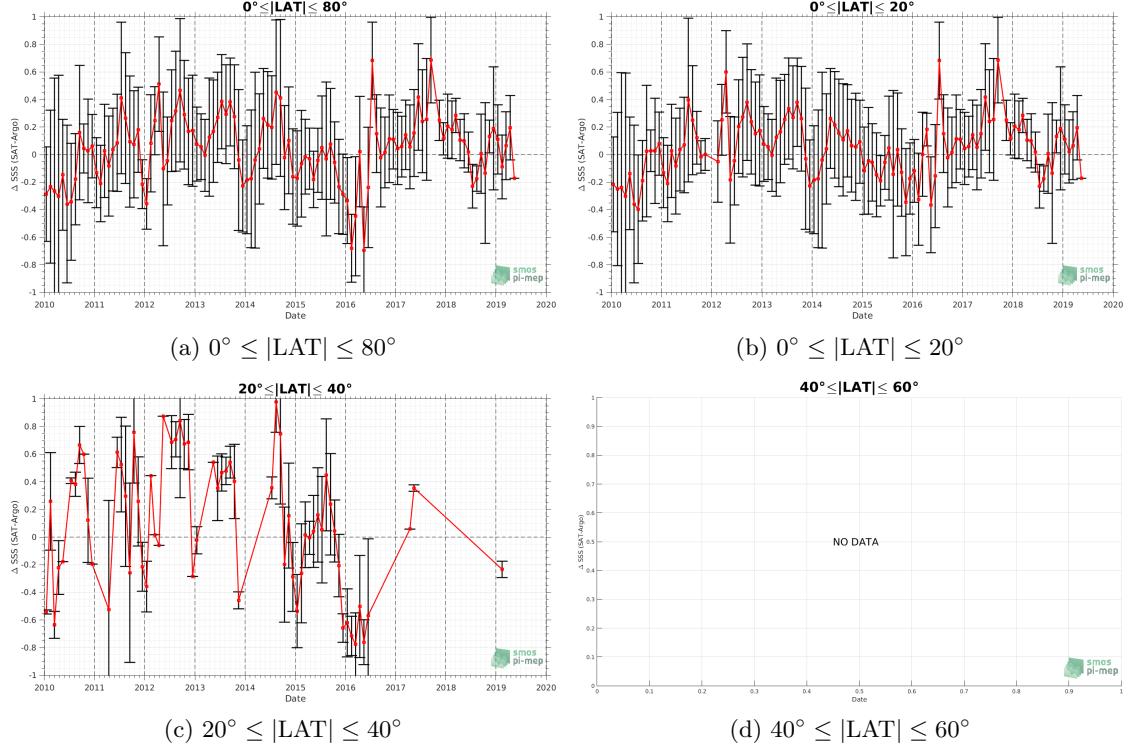 0°≤|LAT|≤ 80°
1
0.8
0.6
0.4
0.2
0
-0.2
-0.4
-0.6
-0.8
-1
Δ SSS (SAT-Argo)
2010 2011 2012 2013 2014 2015 2016 2017 2018 2019 2020
Date
smos
pi-mep
(a) 0° ≤ |LAT| ≤ 80°
0°≤|LAT|≤ 20°
1
0.8
0.6
0.4
0.2
0
-0.2
-0.4
-0.6
-0.8
-1
Δ SSS (SAT-Argo)
2010 2011 2012 2013 2014 2015 2016 2017 2018 2019 2020
Date
smos
pi-mep
(b) 0° ≤ |LAT| ≤ 20°
20°≤|LAT|≤ 40°
1
0.8
0.6
0.4
0.2
0
-0.2
-0.4
-0.6
-0.8
-1
Δ SSS (SAT-Argo)
2010 2011 2012 2013 2014 2015 2016 2017 2018 2019 2020
Date
smos
pi-mep
(c) 20° ≤ |LAT| ≤ 40°
40°≤|LAT|≤ 60°
1
0.9
0.8
0.7
0.6
0.5
0.4
0.3
0.2
0.1
0
Δ SSS (SAT-Argo)
NO DATA
0 0.1 0.2 0.3 0.4 0.5 0.6 0.7 0.8 0.9 1
Date
smos
pi-mep
(d) 40° ≤ |LAT| ≤ 60°